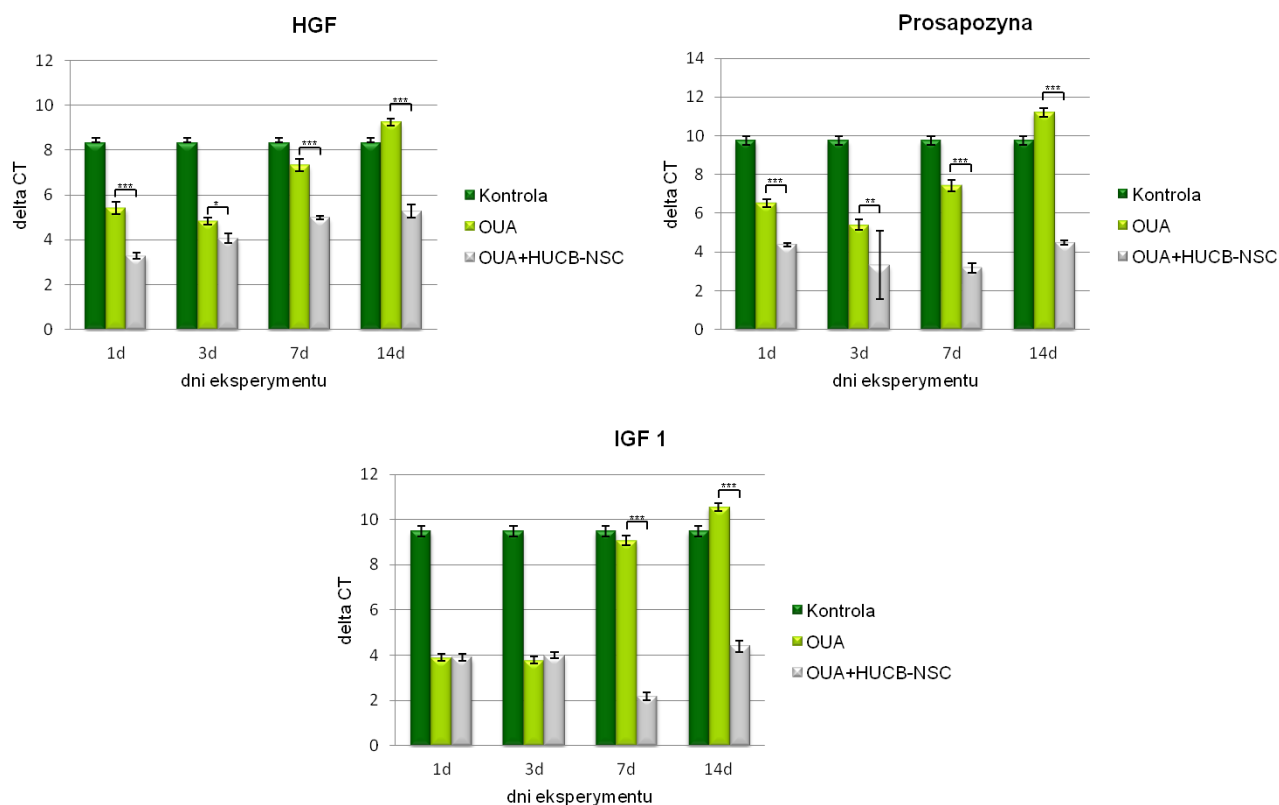 HGF
12
10
8
6
4
2
0
delta CT
***
*
***
***
1d 3d 7d 14d
dni eksperymentu
Kontrola
OUA
OUA+HUCB-NSC
Prosapozyna
14
12
10
8
6
4
2
0
delta CT
***
**
***
***
1d 3d 7d 14d
dni eksperymentu
Kontrola
OUA
OUA+HUCB-NSC
IGF 1
12
10
8
6
4
2
0
delta CT
***
***
1d 3d 7d 14d
dni eksperymentu
Kontrola
OUA
OUA+HUCB-NSC